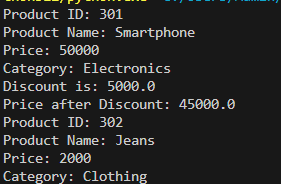 Product ID: 301
Product Name: Smartphone
Price: 50000
Category: Electronics
Discount is: 5000.0
Price after Discount: 45000.0
Product ID: 302
Product Name: Jeans
Price: 2000
Category: Clothing